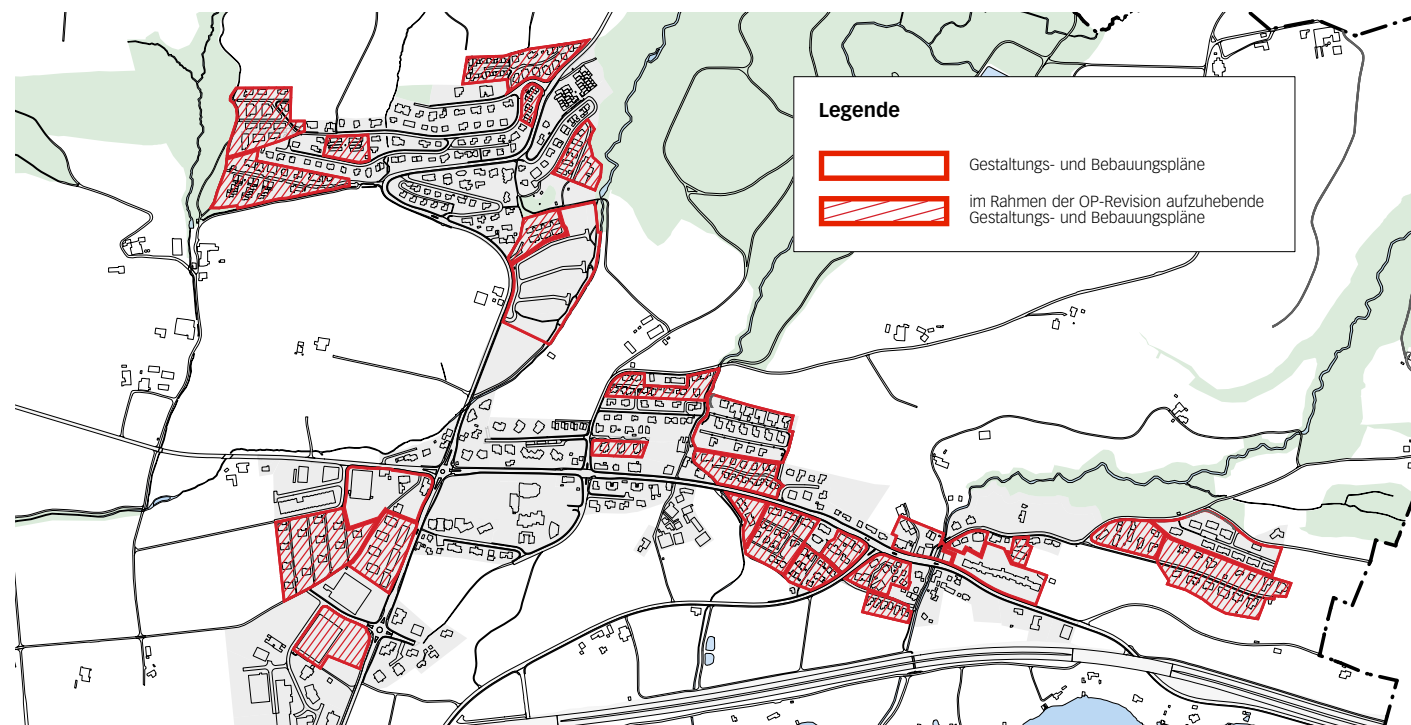 Legende
Gestaltungs- und Bebauungspläne
im Rahmen der OP-Revision aufzuhebende
Gestaltungs- und Bebauungspläne